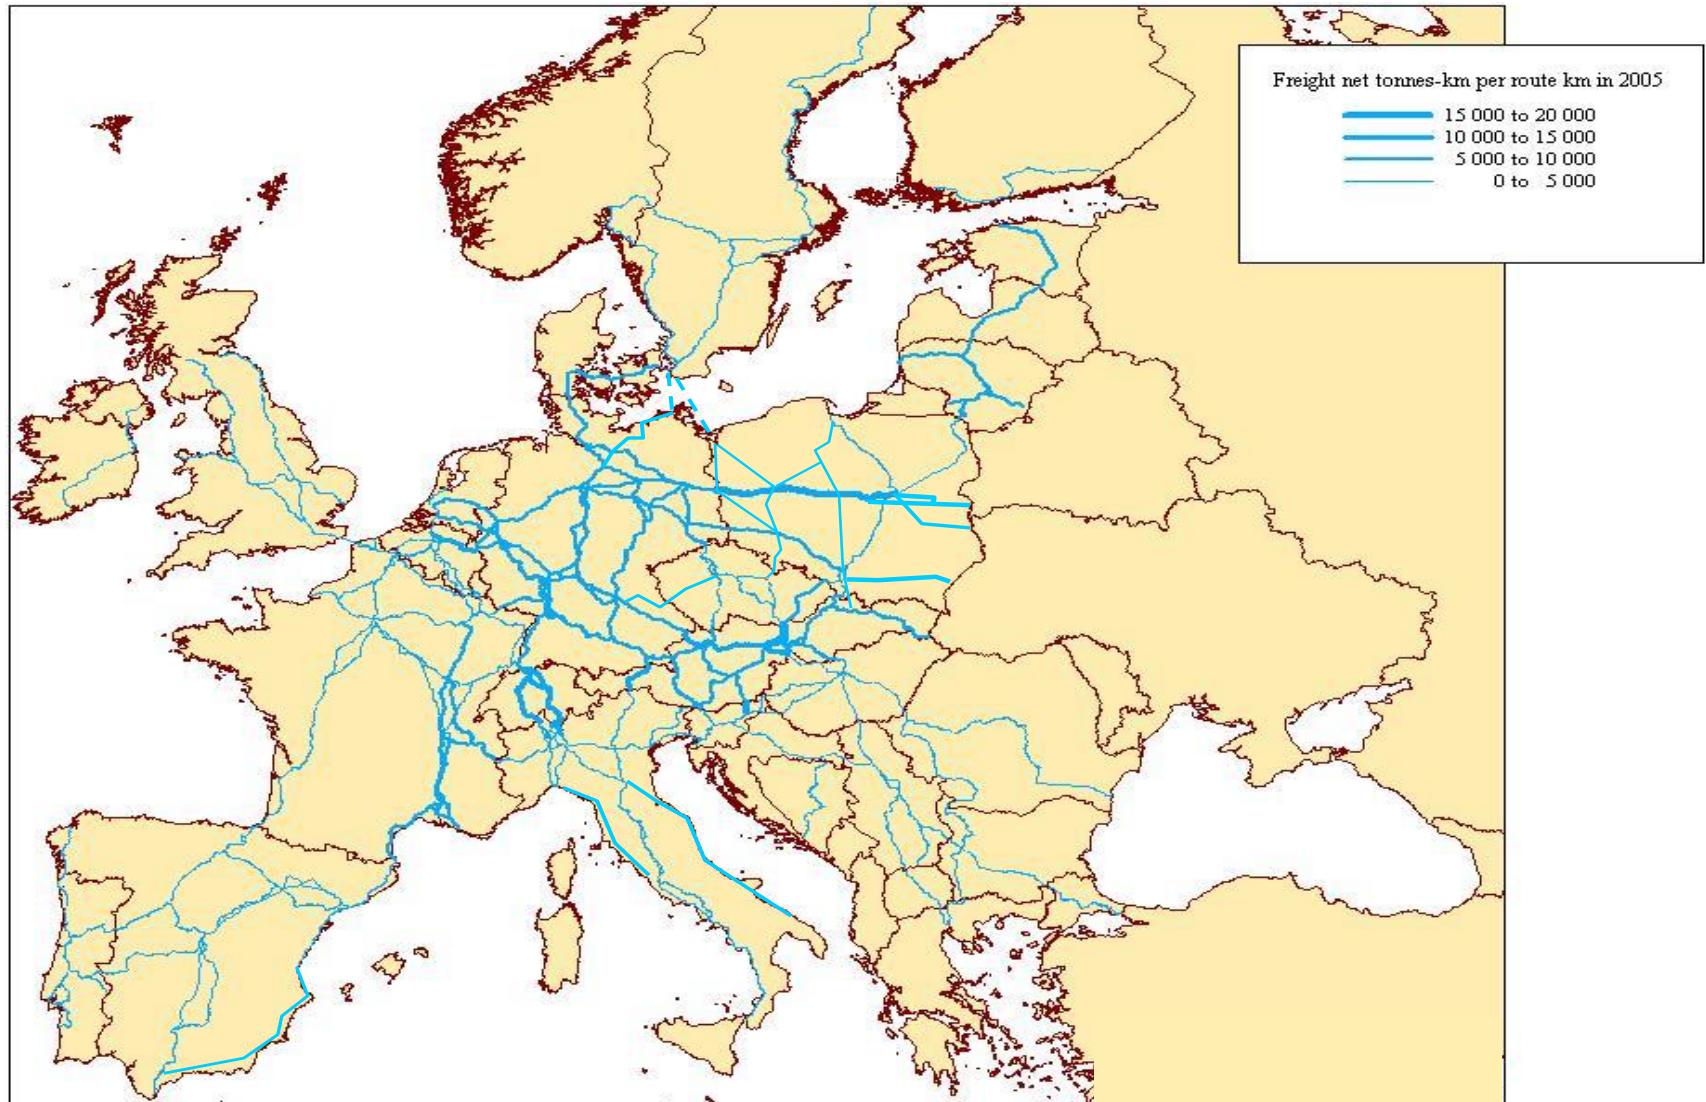 Freight net tonnes-km per route km in 2005
15 000 to 20 000
10 000 to 15 000
5 000 to 10 000
0 to 5 000